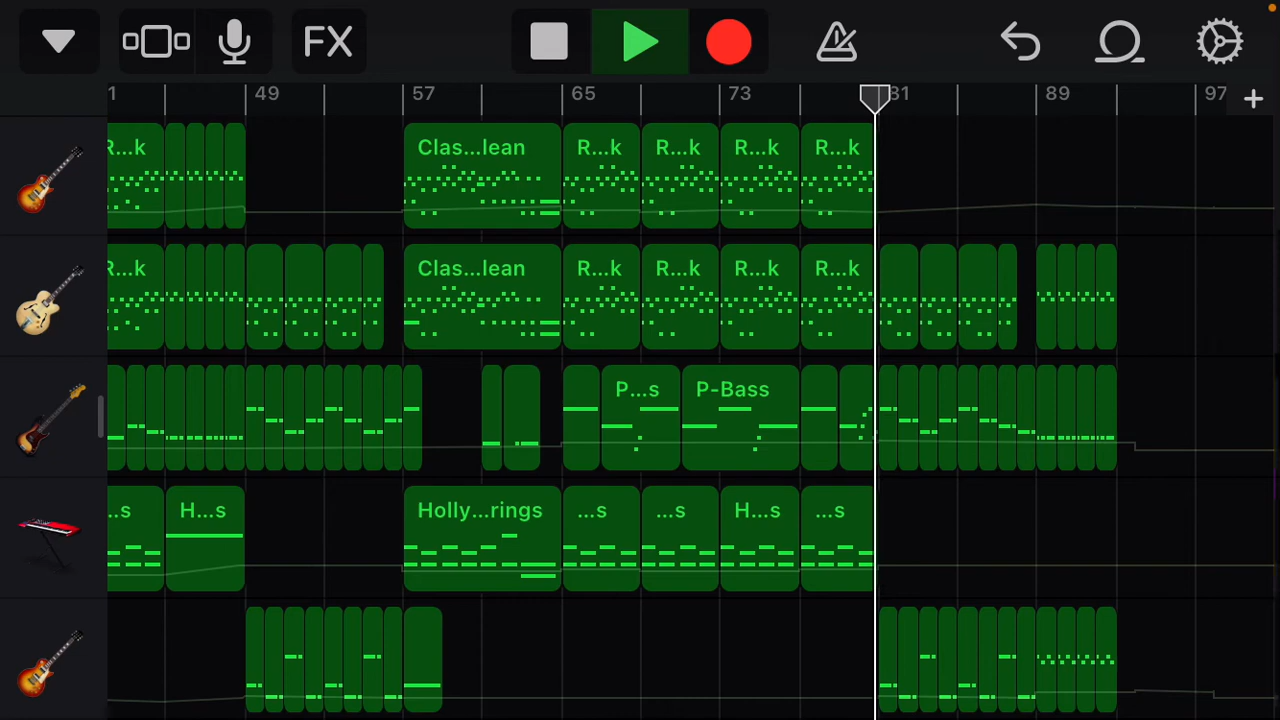 FX
1 49 57 65 73 81 89 97
R...k Clas...lean R...k R...k R...k R...k
R...k Clas...lean R...k R...k R...k R...k
P...s P-Bass
...s H...s Holly...rings ...s ...s H...s ...s